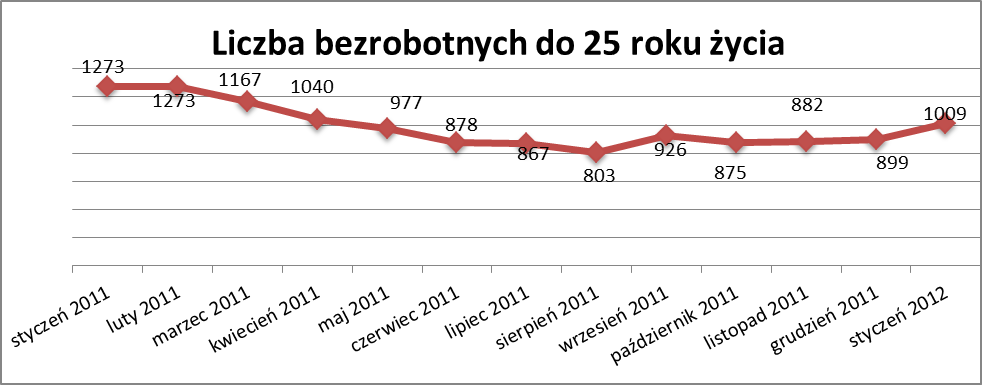 Liczba bezrobotnych do 25 roku życia
1273
1273
1167
1040
977
878
867
803
926
875
882
899
1009
styczeń 2011
luty 2011
marzec 2011
kwiecień 2011
maj 2011
czerwiec 2011
lipiec 2011
sierpień 2011
wrzesień 2011
październik 2011
listopad 2011
grudzień 2011
styczeń 2012